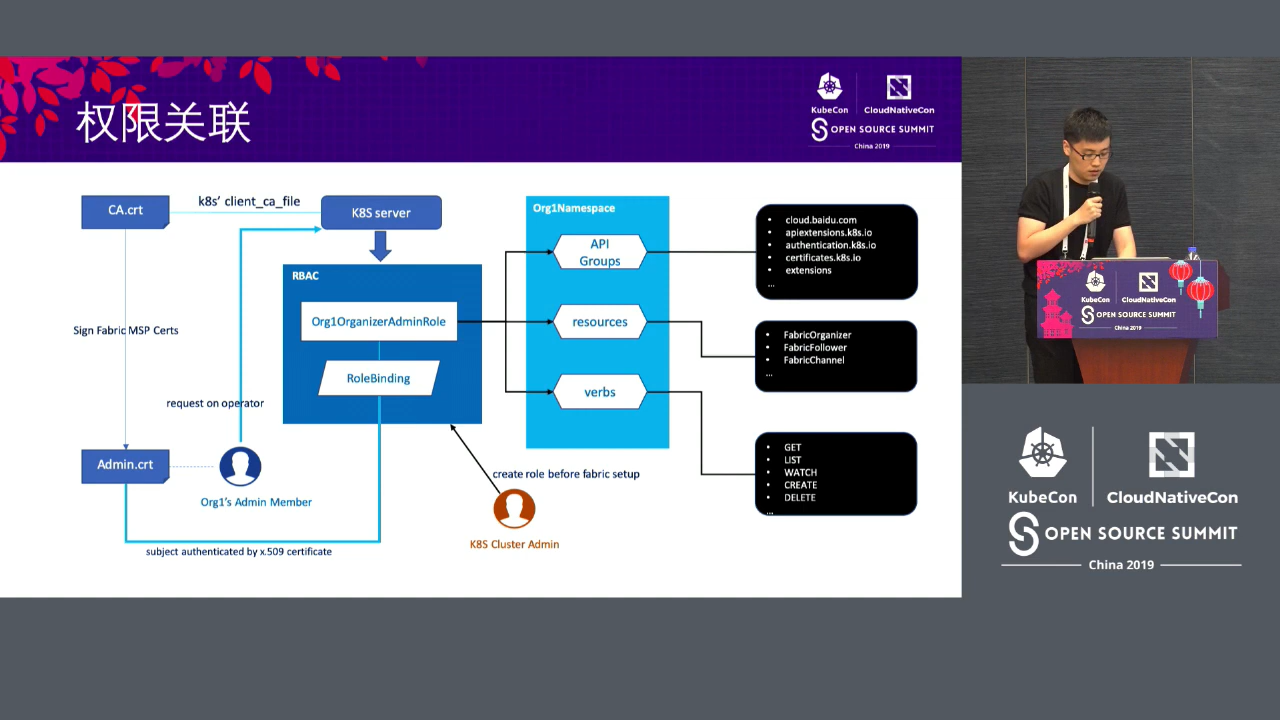 权限关联
KubeCon
CloudNativeCon
OPEN SOURCE SUMMIT
China 2019
CA.crt
k8s' client_ca_file
K8S server
Sign Fabric MSP Certs
request on operator
Admin.crt
Org1's Admin Member
subject authenticated by x.509 certificate
RBAC
Org1OrganizerAdminRole
RoleBinding
create role before fabric setup
K8S Cluster Admin
Org1Namespace
API
Groups
resources
verbs
• cloud.baidu.com
• apiextensions.k8s.io
• authentication.k8s.io
• certificates.k8s.io
• extensions
...
• FabricOrganizer
• FabricFollower
• FabricChannel
...
• GET
• LIST
• WATCH
• CREATE
• DELETE
...
KubeCon
CloudNativeCon
OPEN SOURCE SUMMIT
China 2019
KubeCon
CloudNativeCon
OPEN SOURCE SUMMIT
China 2019